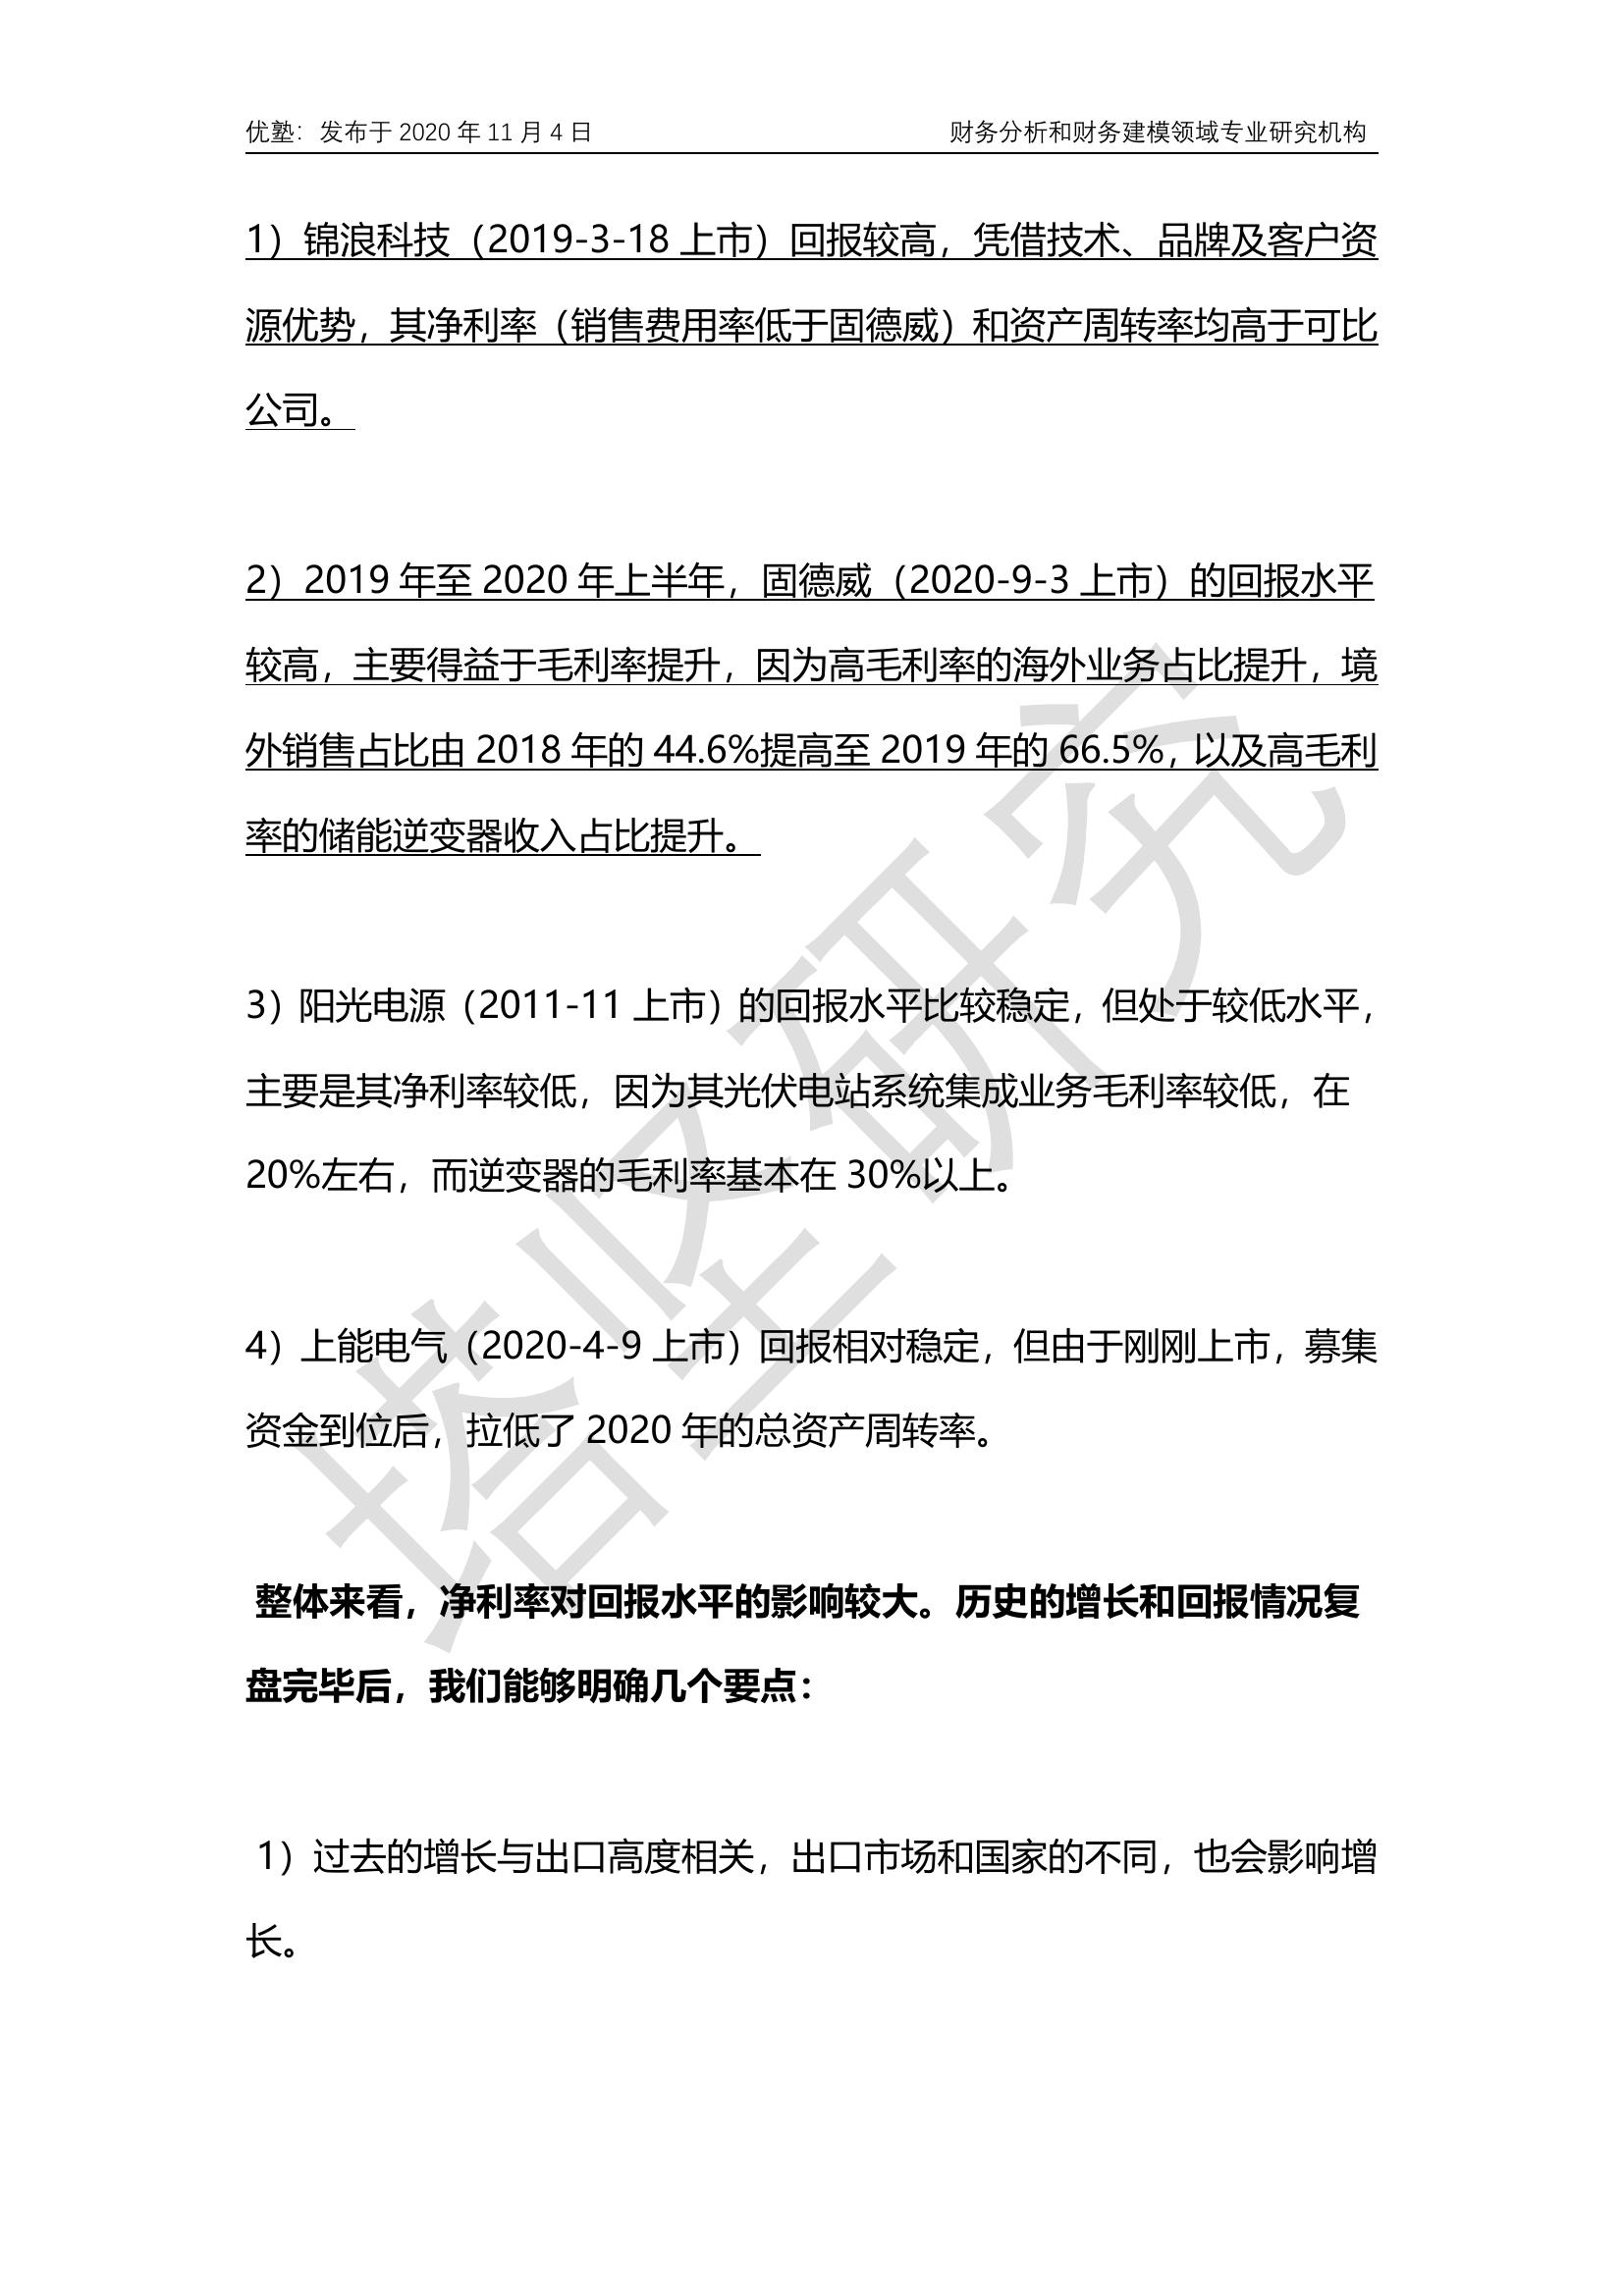 优塾：发布于 2020 年 11 月 4 日 财务分析和财务建模领域专业研究机构
1）锦浪科技（2019-3-18 上市）回报较高，凭借技术、品牌及客户资
源优势，其净利率（销售费用率低于固德威）和资产周转率均高于可比
公司。
2）2019 年至 2020 年上半年，固德威（2020-9-3 上市）的回报水平
较高，主要得益于毛利率提升，因为高毛利率的海外业务占比提升，境
外销售占比由 2018 年的 44.6%提高至 2019 年的 66.5%，以及高毛利
率的储能逆变器收入占比提升。
3）阳光电源（2011-11 上市）的回报水平比较稳定，但处于较低水平，
主要是其净利率较低，因为其光伏电站系统集成业务毛利率较低，在
20%左右，而逆变器的毛利率基本在 30%以上。
4）上能电气（2020-4-9 上市）回报相对稳定，但由于刚刚上市，募集
资金到位后，拉低了 2020 年的总资产周转率。
整体来看，净利率对回报水平的影响较大。历史的增长和回报情况复
盘完毕后，我们能够明确几个要点：
1）过去的增长与出口高度相关，出口市场和国家的不同，也会影响增
长。
塔坚研究